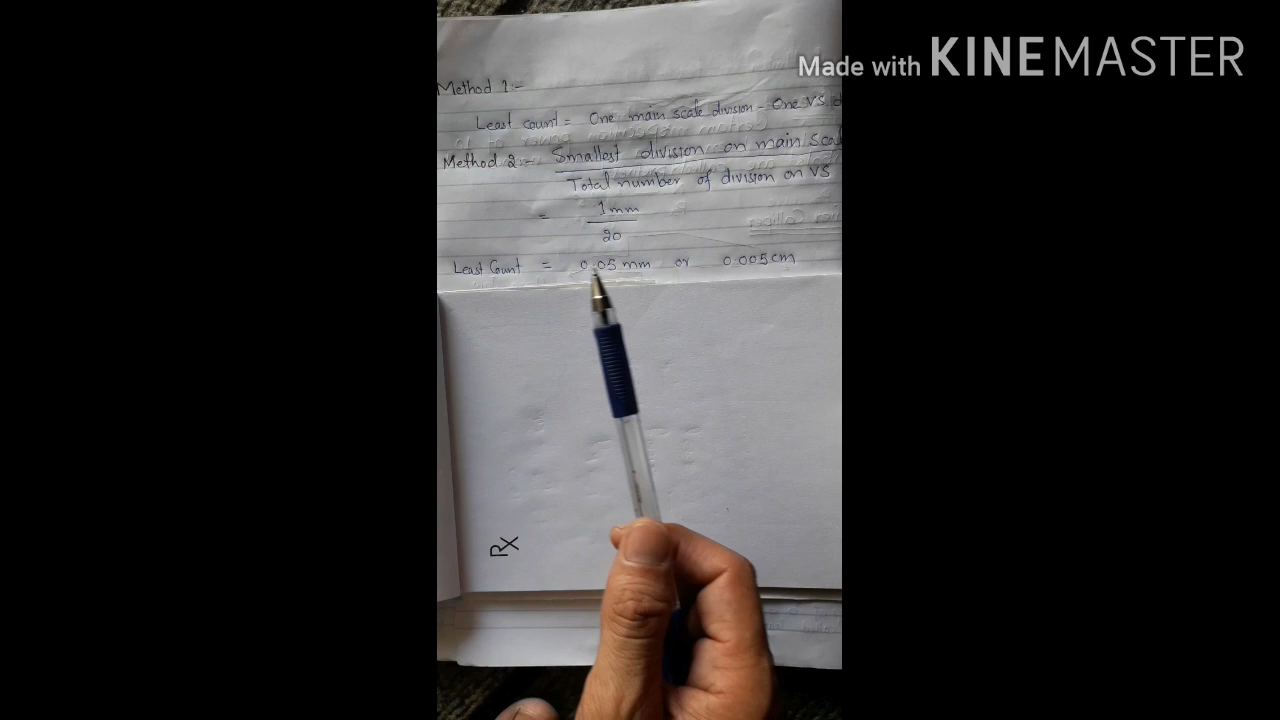 Made with KINEMASTER
Method 1:-
Least count = One main scale division - One VS d
Method 2:- Smallest division on main scal
Total number of division on VS
= 1mm
20
Least Count = 0.05 mm or 0.005cm
Rx